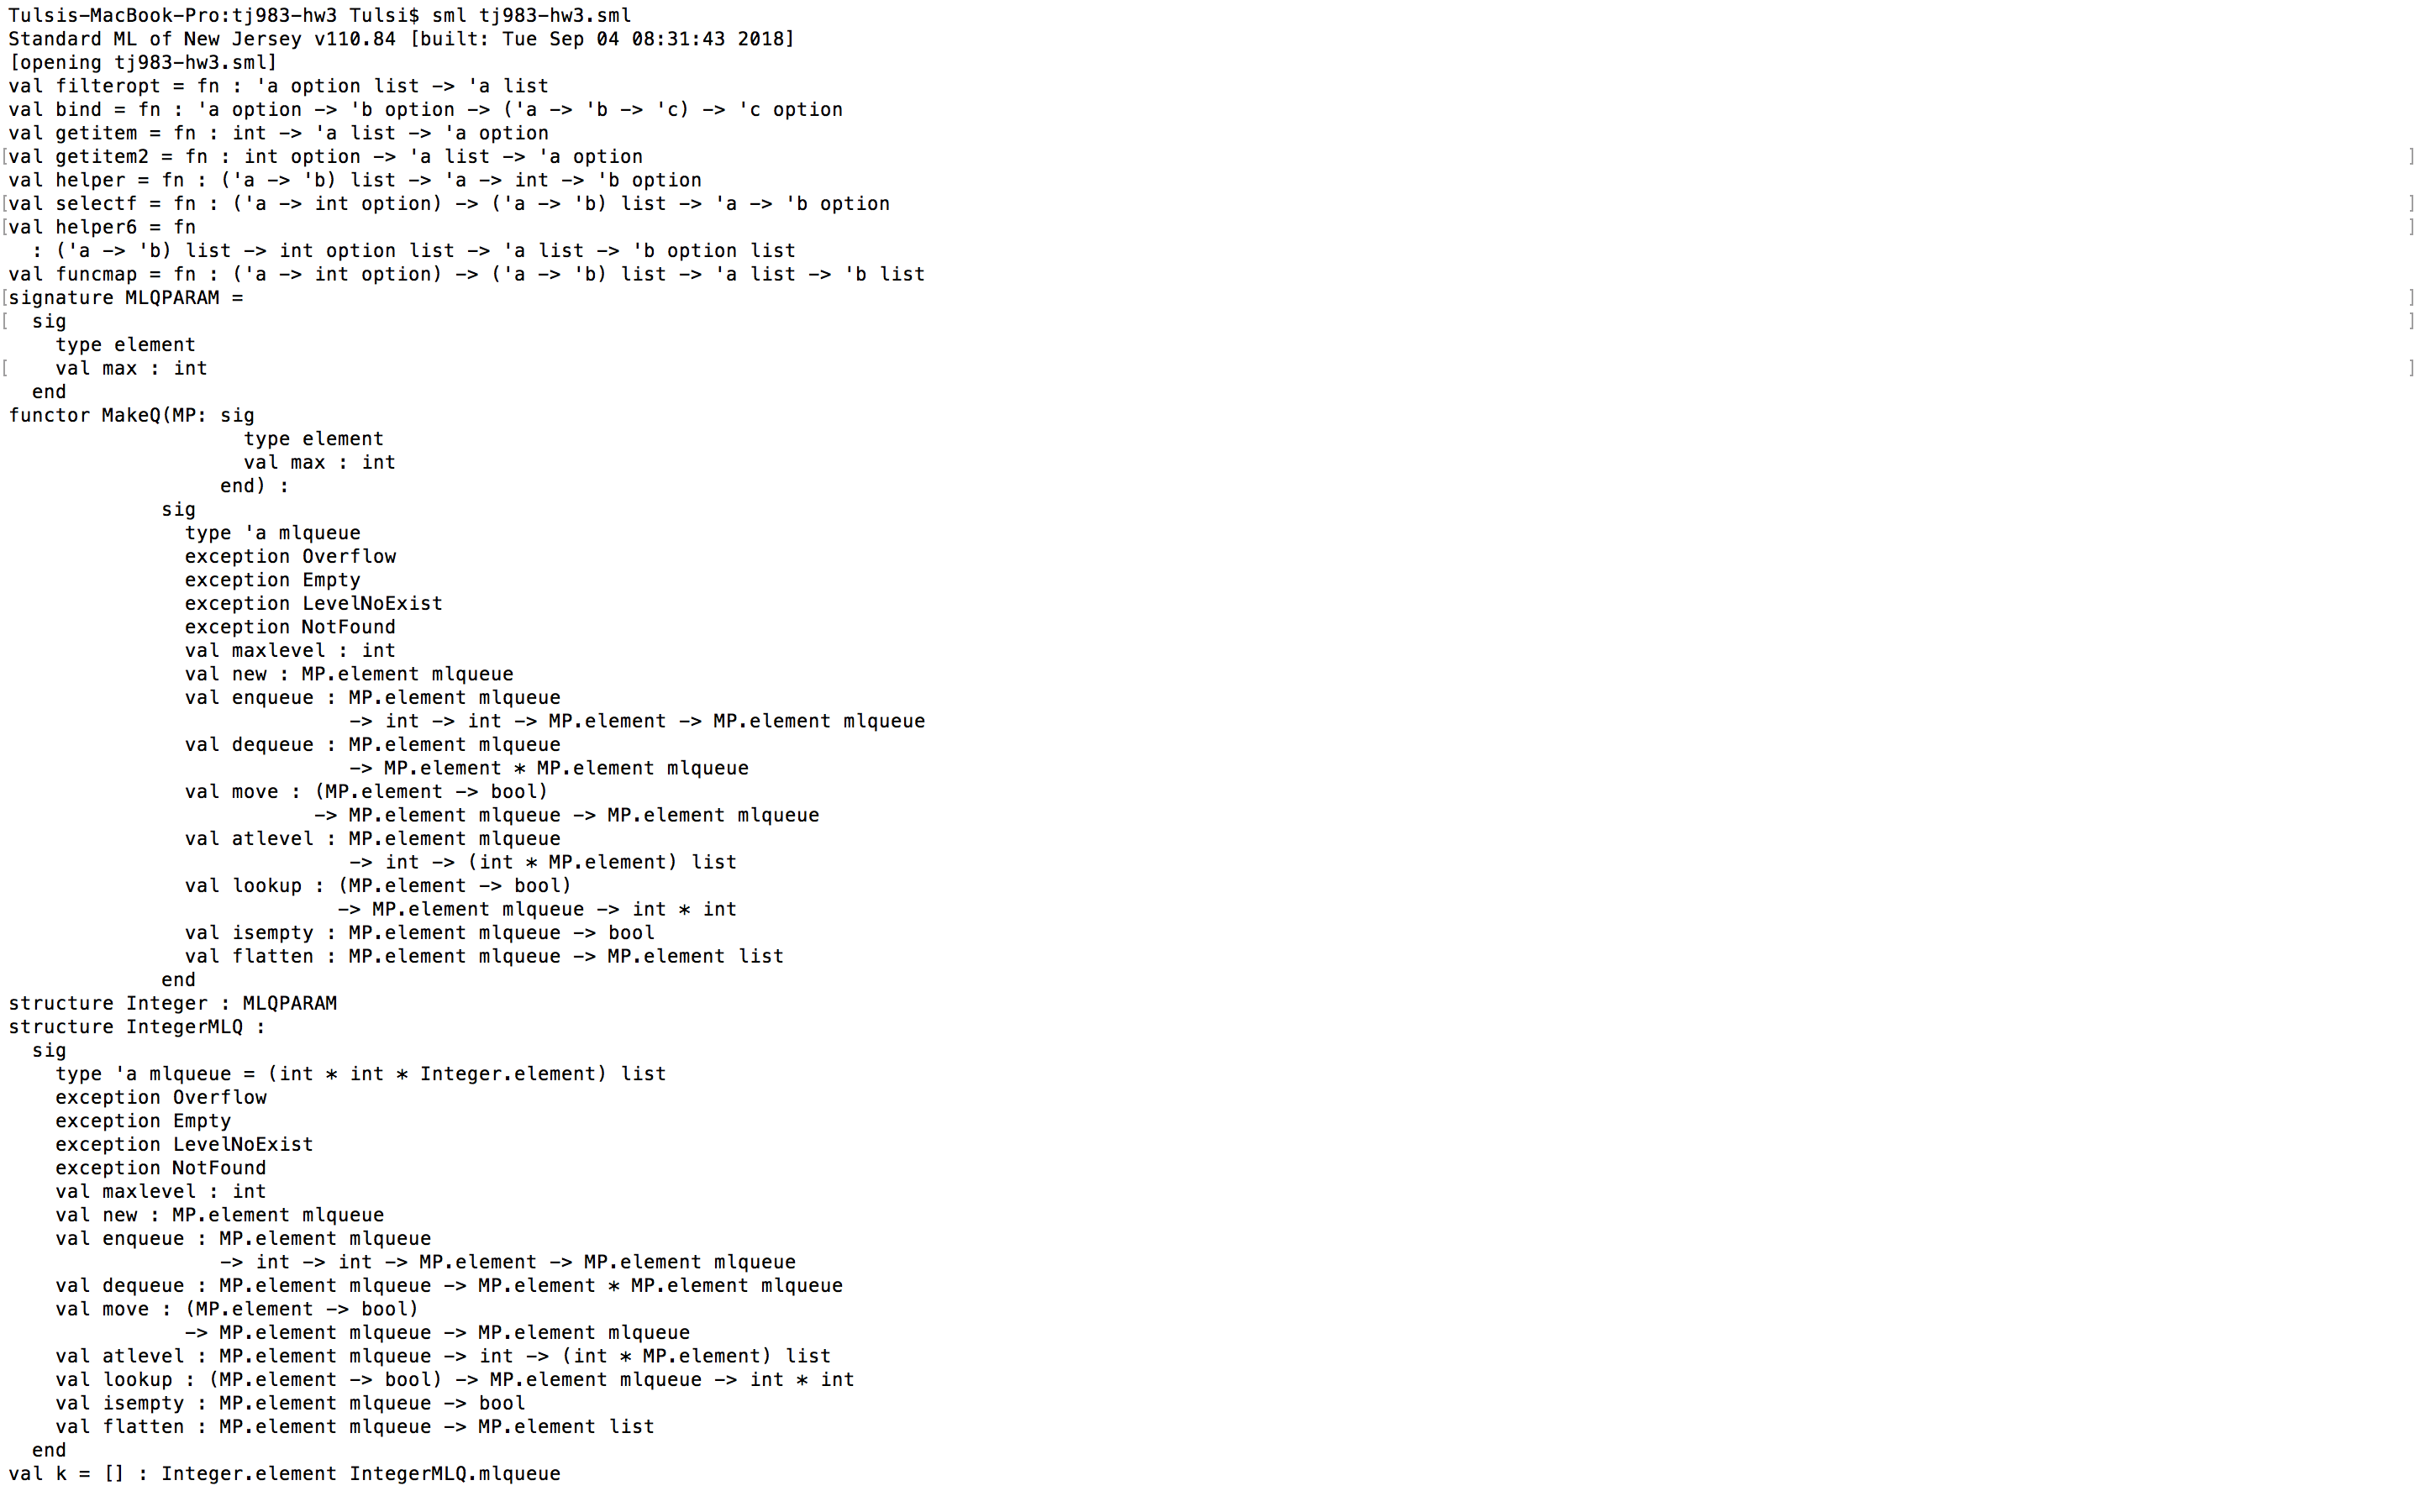 Tulsis-MacBook-Pro:tj983-hw3 Tulsi$ sml tj983-hw3.sml
Standard ML of New Jersey v110.84 [built: Tue Sep 04 08:31:43 2018]
[opening tj983-hw3.sml]
val filteropt = fn : 'a option list -> 'a list
val bind = fn : 'a option -> 'b option -> ('a -> 'b -> 'c) -> 'c option
val getitem = fn : int -> 'a list -> 'a option
[val getitem2 = fn : int option -> 'a list -> 'a option ]
val helper = fn : ('a -> 'b) list -> 'a -> int -> 'b option
[val selectf = fn : ('a -> int option) -> ('a -> 'b) list -> 'a -> 'b option ]
[val helper6 = fn ]
  : ('a -> 'b) list -> int option list -> 'a list -> 'b option list
val funcmap = fn : ('a -> int option) -> ('a -> 'b) list -> 'a list -> 'b list
[signature MLQPARAM = ]
[  sig ]
    type element
[    val max : int ]
  end
functor MakeQ(MP: sig
                    type element
                    val max : int
                  end) :
             sig
               type 'a mlqueue
               exception Overflow
               exception Empty
               exception LevelNoExist
               exception NotFound
               val maxlevel : int
               val new : MP.element mlqueue
               val enqueue : MP.element mlqueue
                             -> int -> int -> MP.element -> MP.element mlqueue
               val dequeue : MP.element mlqueue
                             -> MP.element * MP.element mlqueue
               val move : (MP.element -> bool)
                          -> MP.element mlqueue -> MP.element mlqueue
               val atlevel : MP.element mlqueue
                             -> int -> (int * MP.element) list
               val lookup : (MP.element -> bool)
                            -> MP.element mlqueue -> int * int
               val isempty : MP.element mlqueue -> bool
               val flatten : MP.element mlqueue -> MP.element list
             end
structure Integer : MLQPARAM
structure IntegerMLQ :
  sig
    type 'a mlqueue = (int * int * Integer.element) list
    exception Overflow
    exception Empty
    exception LevelNoExist
    exception NotFound
    val maxlevel : int
    val new : MP.element mlqueue
    val enqueue : MP.element mlqueue
                  -> int -> int -> MP.element -> MP.element mlqueue
    val dequeue : MP.element mlqueue -> MP.element * MP.element mlqueue
    val move : (MP.element -> bool)
               -> MP.element mlqueue -> MP.element mlqueue
    val atlevel : MP.element mlqueue -> int -> (int * MP.element) list
    val lookup : (MP.element -> bool) -> MP.element mlqueue -> int * int
    val isempty : MP.element mlqueue -> bool
    val flatten : MP.element mlqueue -> MP.element list
  end
val k = [] : Integer.element IntegerMLQ.mlqueue